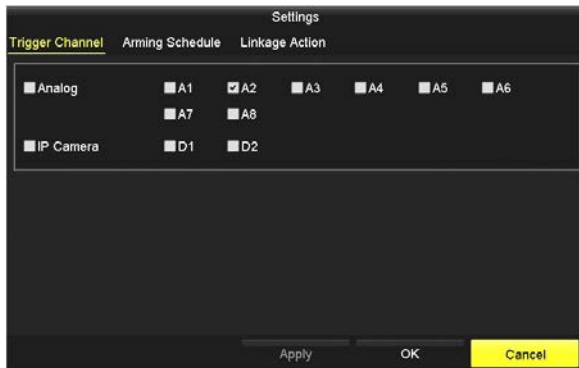 Settings
Trigger Channel Arming Schedule Linkage Action
Analog A1 A2 A3 A4 A5 A6
A7 A8
IP Camera D1 D2
Apply OK Cancel